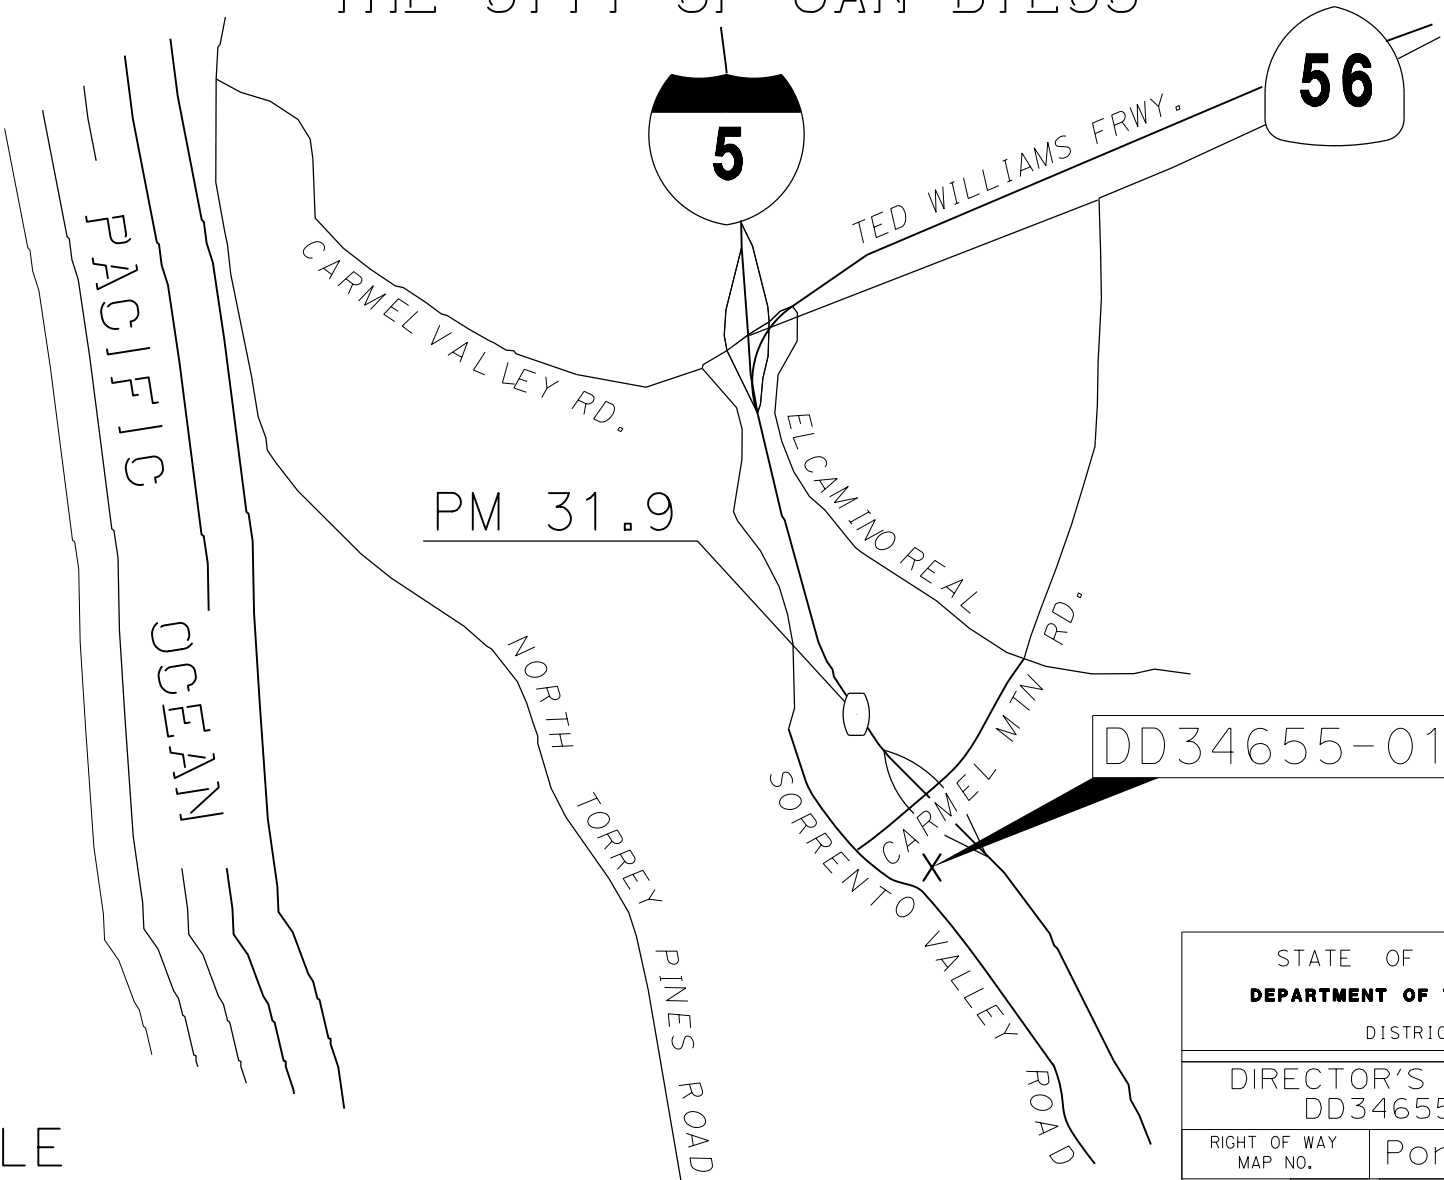 THE CITY OF SAN DIEGO
56
5
TED WILLIAMS FRWY.
PACIFIC OCEAN
CARMEL VALLEY RD.
EL CAMINO REAL
PM 31.9
NORTH TORREY PINES ROAD
CARMEL MTN RD.
DD34655-01
SORRENTO VALLEY ROAD
STATE OF
DEPARTMENT OF
DISTRIC
DIRECTOR'S
DD34655
RIGHT OF WAY
MAP NO.
Por
LE